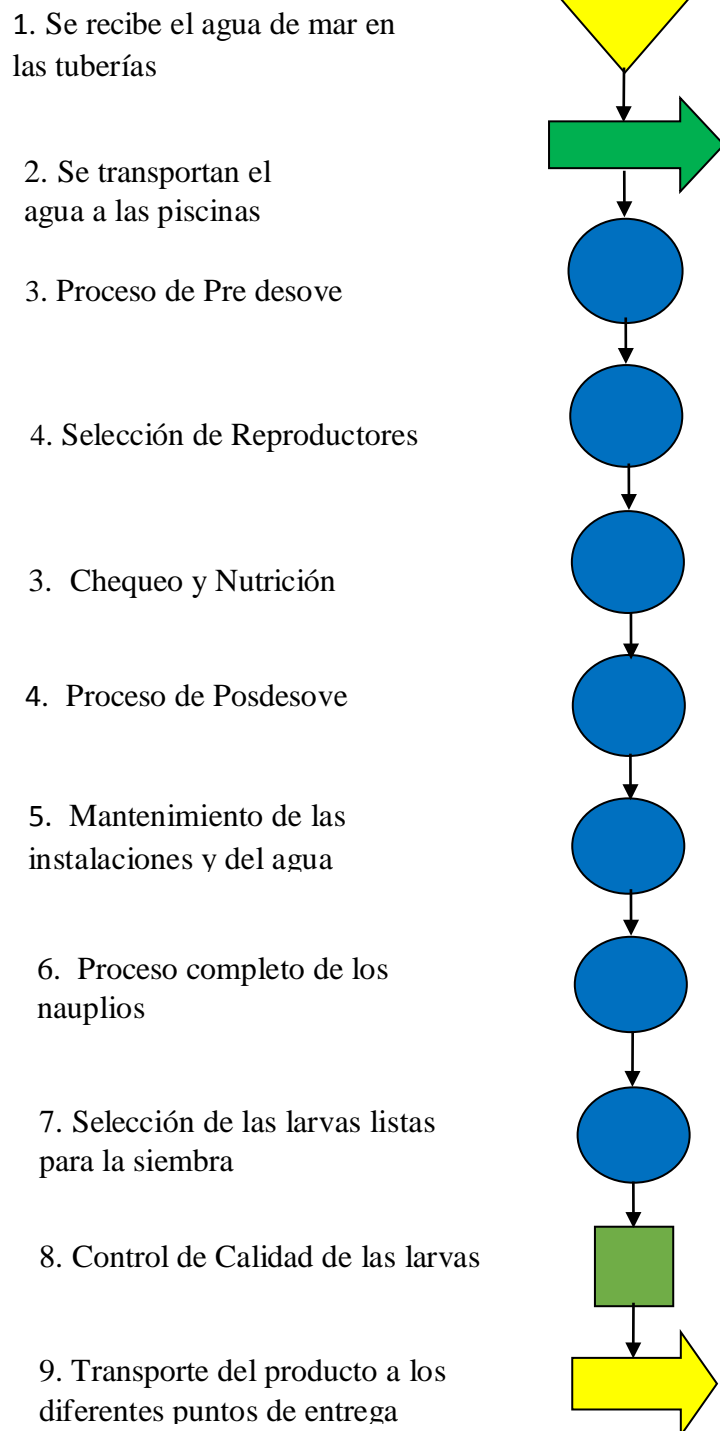 1. Se recibe el agua de mar en
las tuberías
2. Se transportan el
agua a las piscinas
3. Proceso de Pre desove
4. Selección de Reproductores
3. Chequeo y Nutrición
4. Proceso de Posdesove
5. Mantenimiento de las
instalaciones y del agua
6. Proceso completo de los
nauplios
7. Selección de las larvas listas
para la siembra
8. Control de Calidad de las larvas
9. Transporte del producto a los
diferentes puntos de entrega